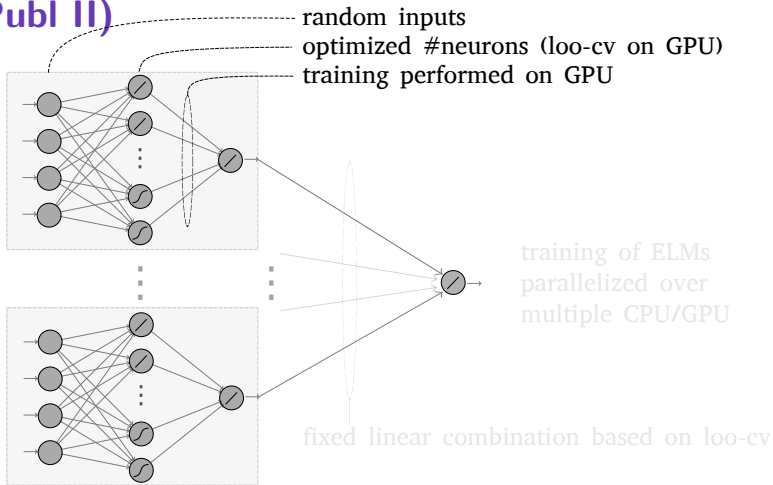 Publ II)
random inputs
optimized #neurons (loo-cv on GPU)
training performed on GPU
training of ELMs
parallelized over
multiple CPU/GPU
fixed linear combination based on loo-cv